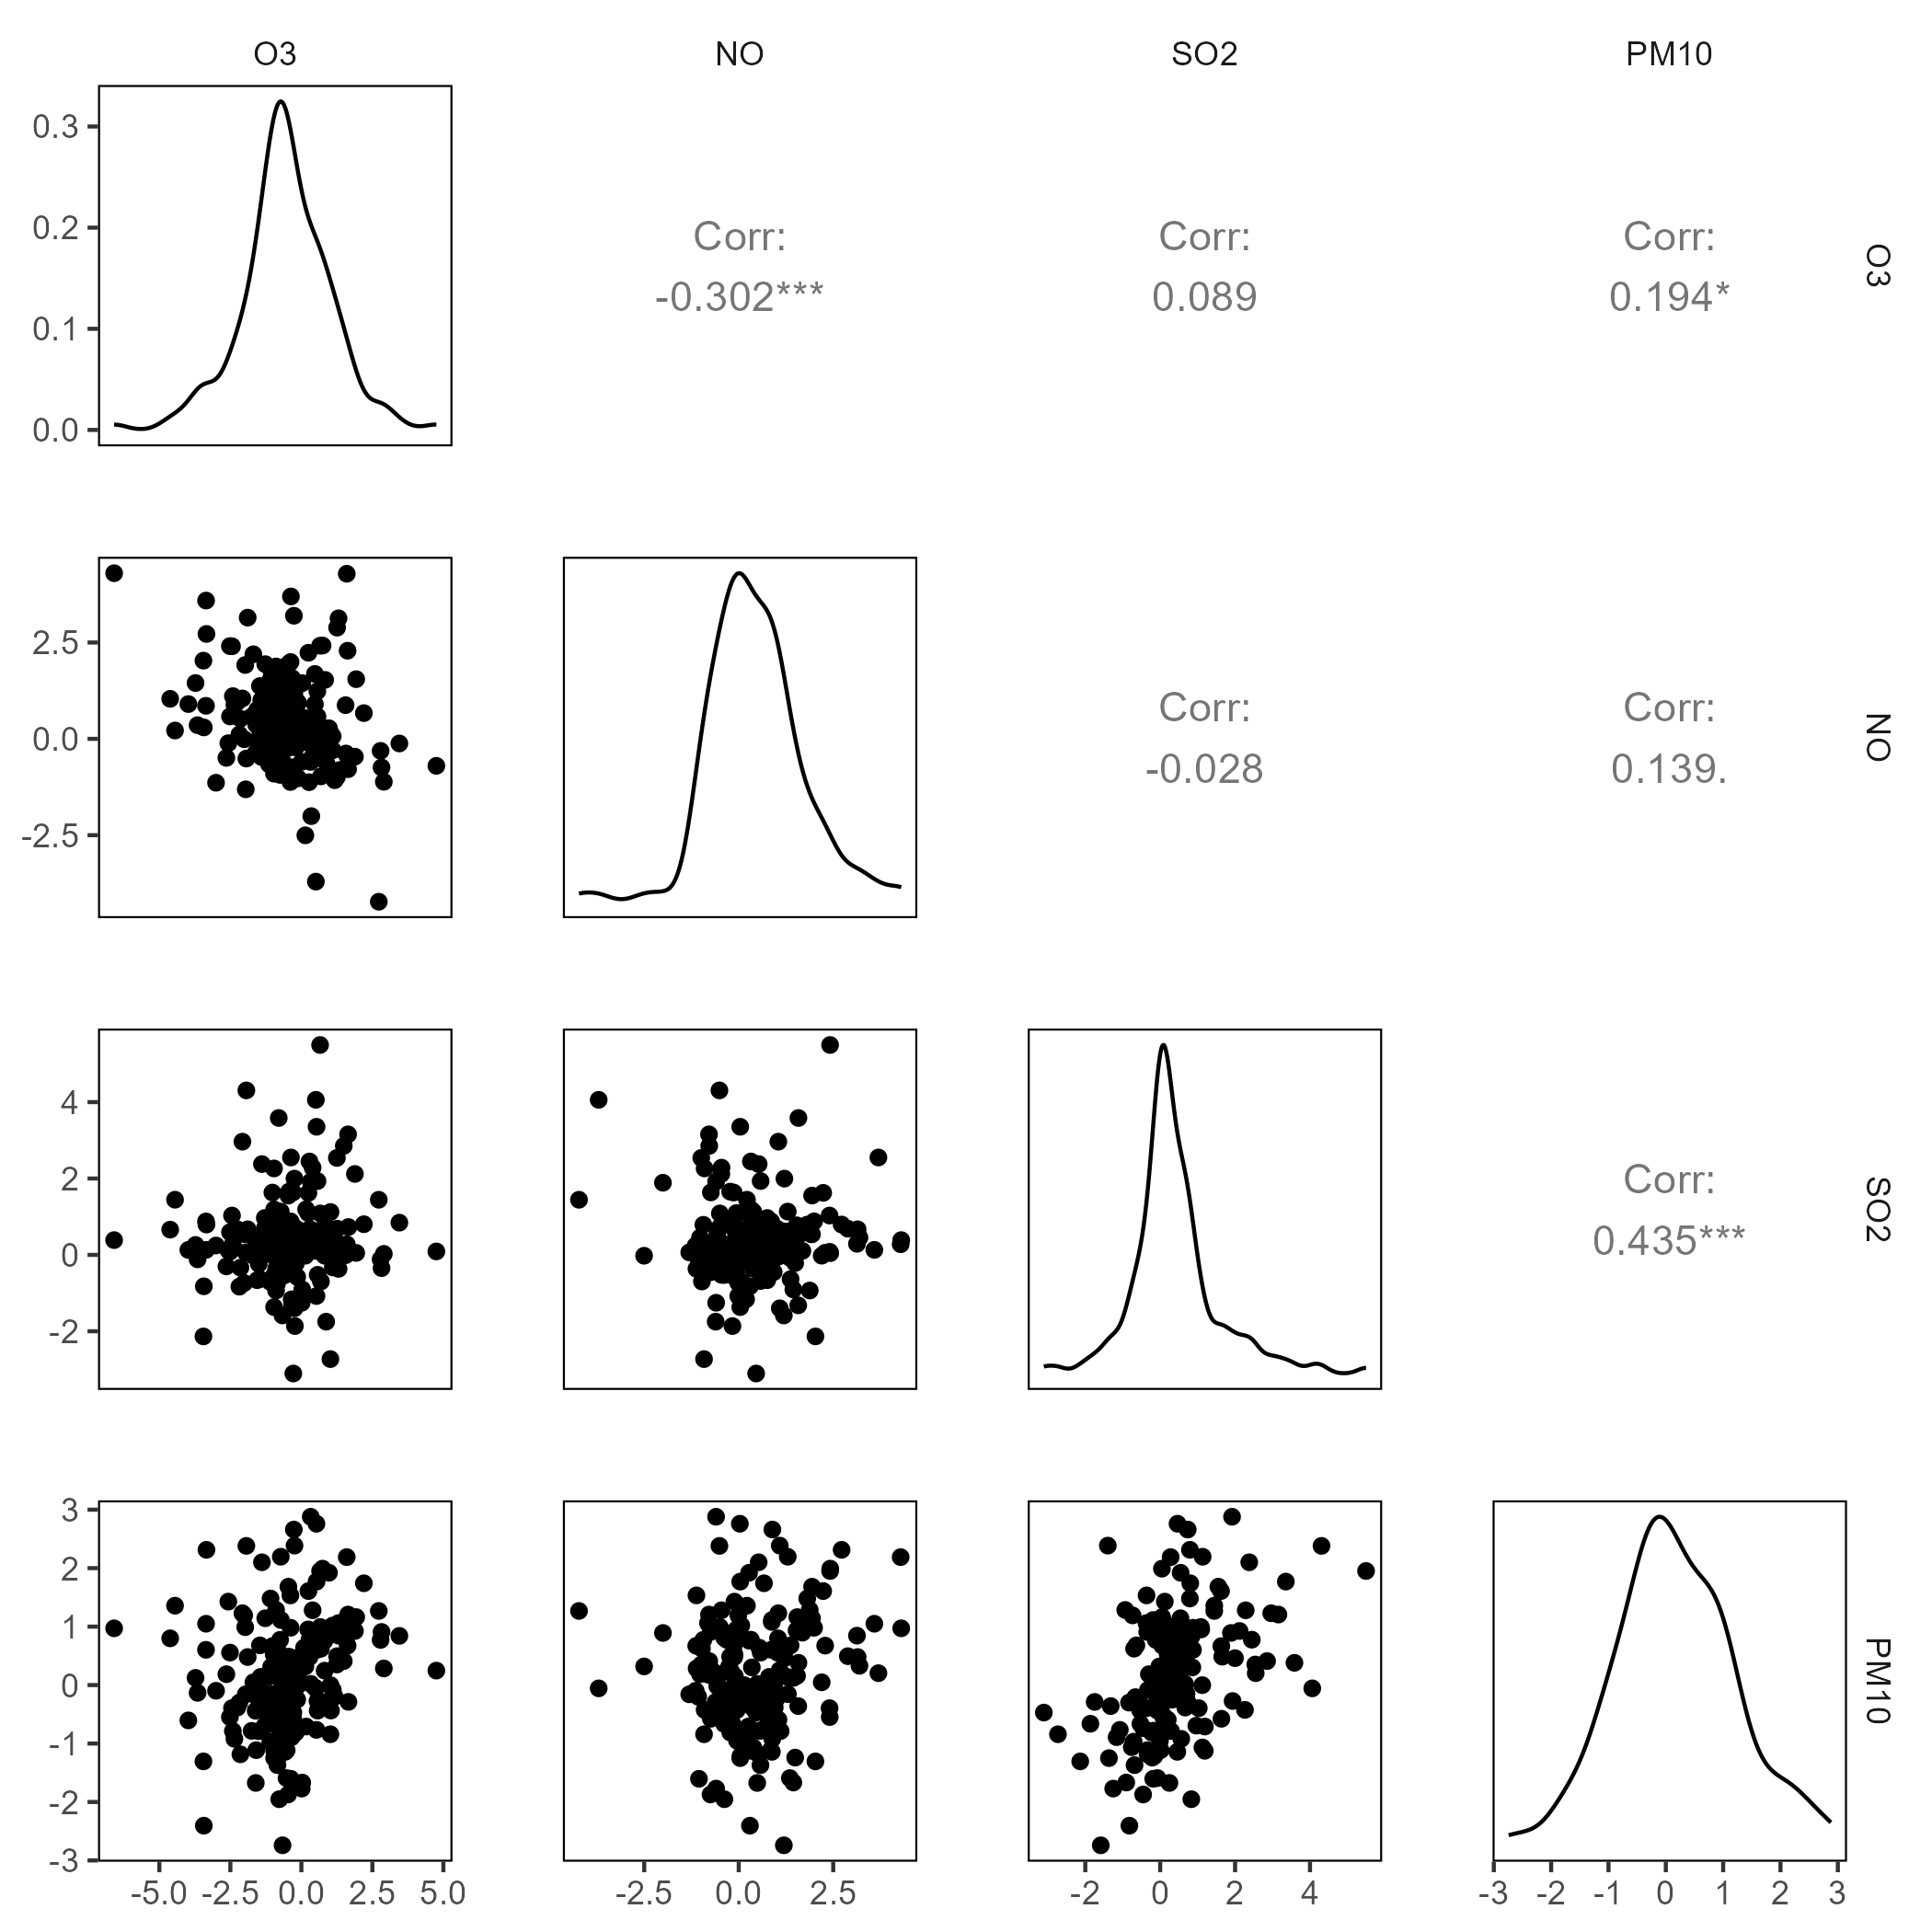 O3 NO SO2 PM10
0.3
0.2
0.1
0.0
Corr:
-0.302***
Corr:
0.089
Corr:
0.194*
O3
2.5
0.0
-2.5
Corr:
-0.028
Corr:
0.139.
NO
4
2
0
-2
Corr:
0.435***
SO2
3
2
1
0
-1
-2
-3
PM10
-5.0 -2.5 0.0 2.5 5.0
-2.5 0.0 2.5
-2 0 2 4
-3 -2 -1 0 1 2 3